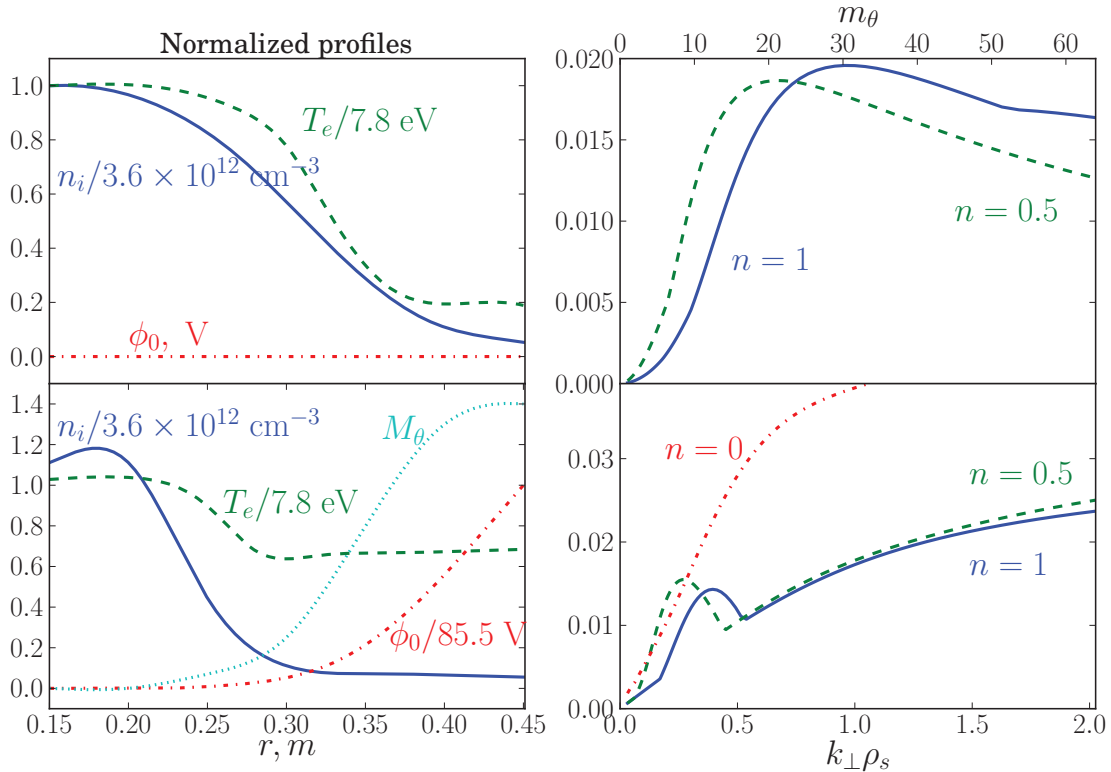 Normalized profiles
1.0
0.8
0.6
0.4
0.2
0.0
T_e/7.8 eV
n_i/3.6 × 10^12 cm^−3
ϕ_0, V
1.4
1.2
1.0
0.8
0.6
0.4
0.2
0.0
n_i/3.6 × 10^12 cm^−3
M_θ
T_e/7.8 eV
ϕ_0/85.5 V
0.15 0.20 0.25 0.30 0.35 0.40 0.45
r, m
m_θ
0 10 20 30 40 50 60
0.020
0.015
0.010
0.005
0.000
n = 0.5
n = 1
0.03
0.02
0.01
0.00
n = 0
n = 0.5
n = 1
0.0 0.5 1.0 1.5 2.0
k_⊥ρ_s